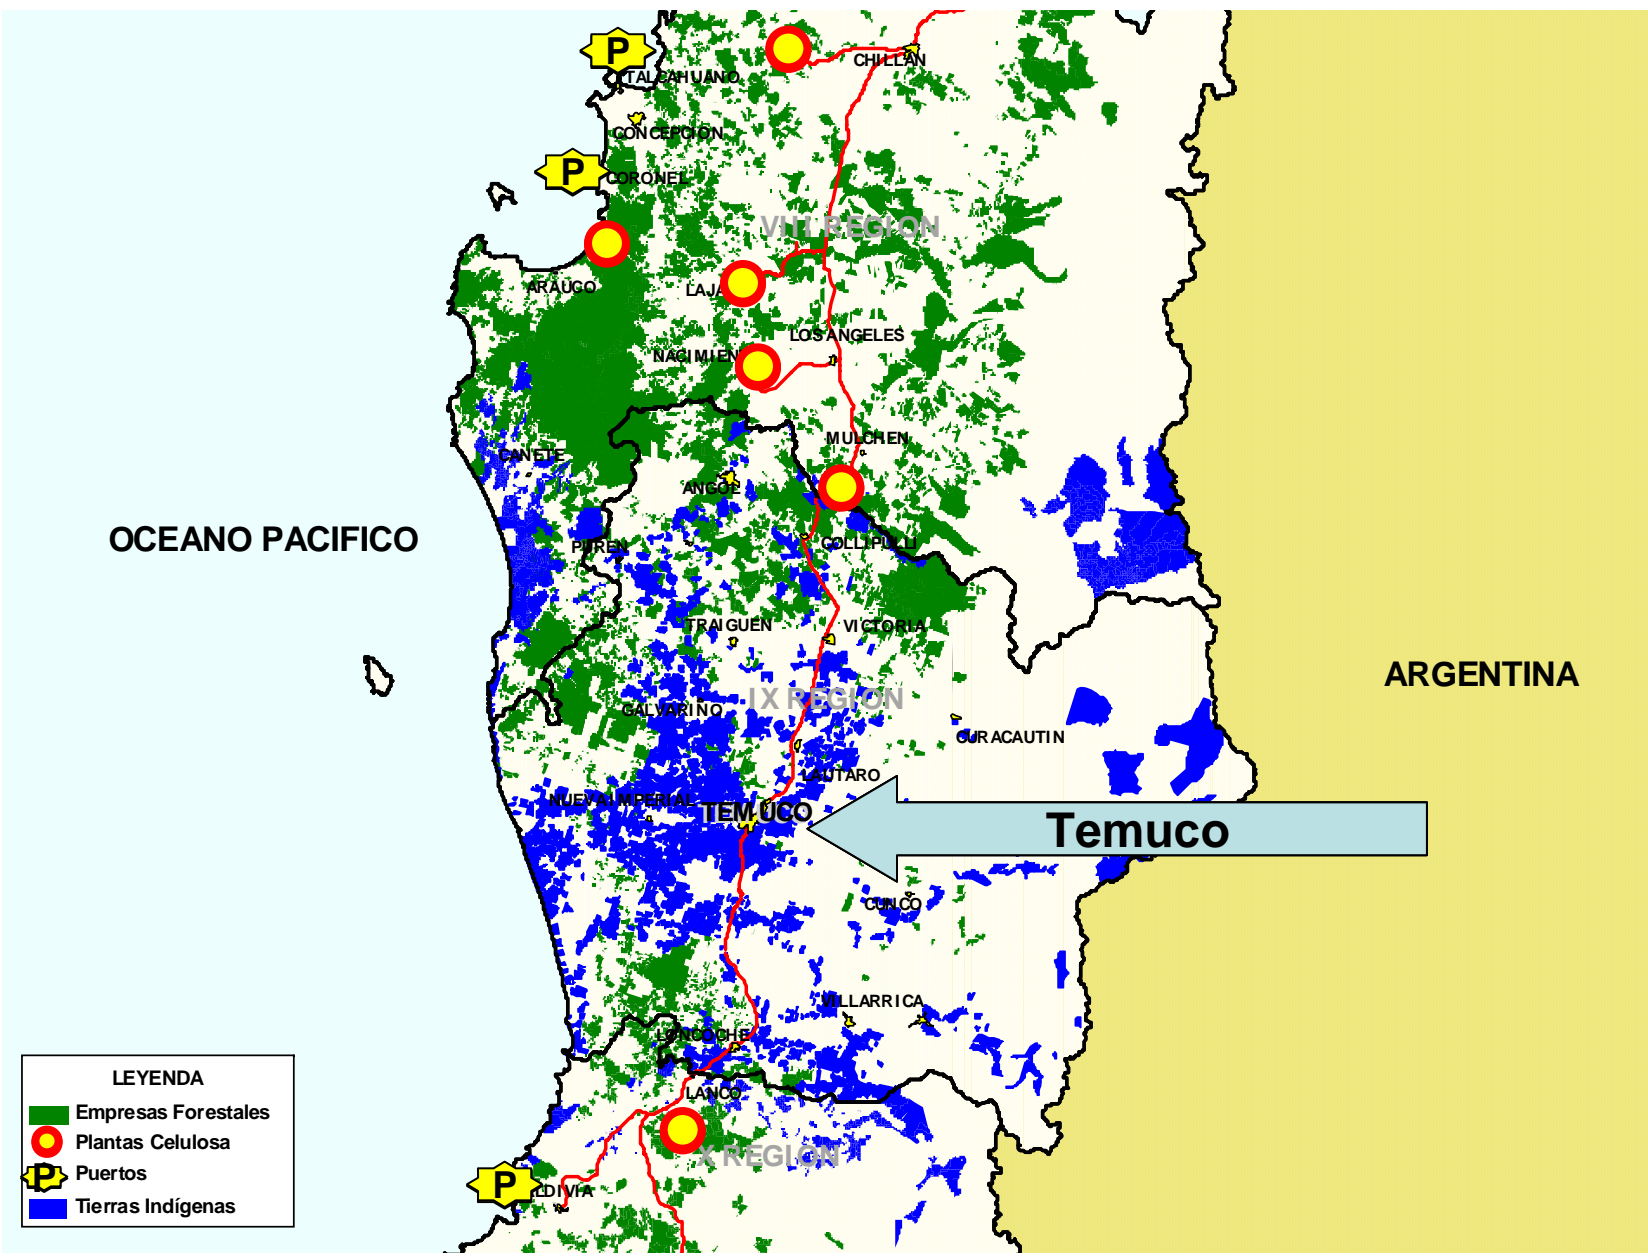 P
CHILLAN
TALCAHUANO
CONCEPCION
P
CORONEL
VIII REGION
ARAUCO
LAJA
LOS ANGELES
NACIMIEN
MULCHEN
CAÑETE
ANGOL
OCEANO PACIFICO
PUREN
COLLIPULLI
TRAIGUEN
VICTORIA
ARGENTINA
IX REGION
GALVARINO
CURACAUTIN
LAUTARO
NUEVA IMPERIAL
TEMUCO
Temuco
CUNCO
VILLARRICA
LONCOCHE
LANCO
X REGION
P
LDIVIA
LEYENDA
Empresas Forestales
Plantas Celulosa
P
Puertos
Tierras Indígenas